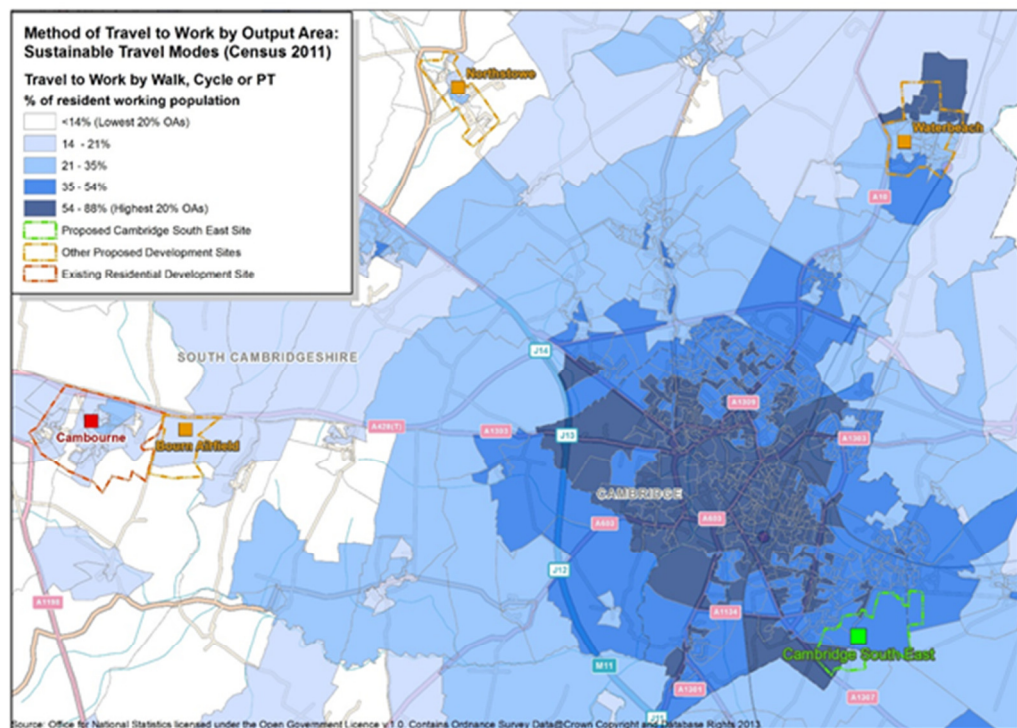 Method of Travel to Work by Output Area:
Sustainable Travel Modes (Census 2011)
Travel to Work by Walk, Cycle or PT
% of resident working population
<14% (Lowest 20% OAs)
14 - 21%
21 - 35%
35 - 54%
54 - 88% (Highest 20% OAs)
Proposed Cambridge South East Site
Other Proposed Development Sites
Existing Residential Development Site
Northstowe
Waterbeach
A10
SOUTH CAMBRIDGESHIRE
J14
A1309
Cambourne
Bourn Airfield
A428(T)
A1303
J13
A1303
CAMBRIDGE
A603
A603
J12
A1198
A1134
Cambridge South East
M11
A1301
A1307
J11
Source: Office for National Statistics licensed under the Open Government Licence v.1.0. Contains Ordnance Survey Data@Crown Copyright and Database Rights 2013